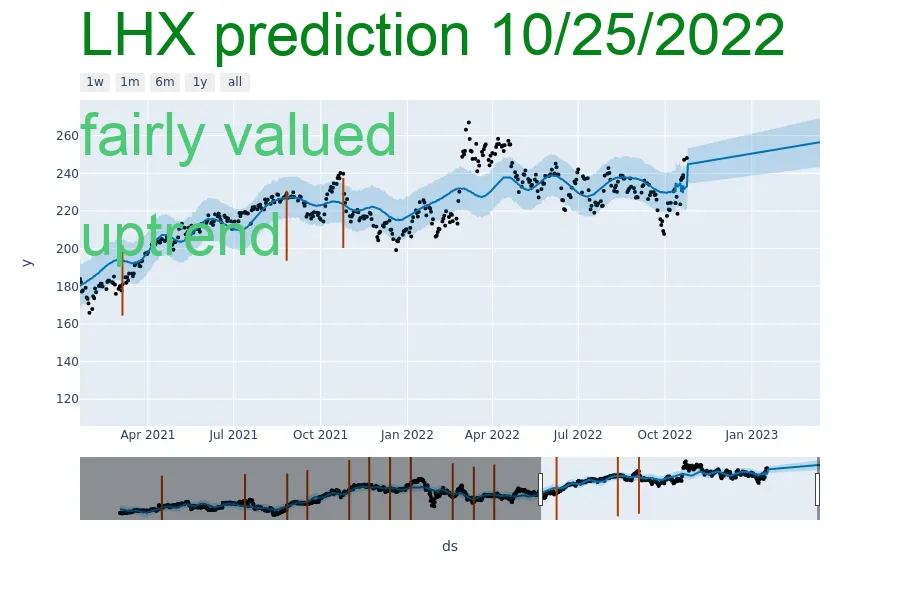 LHX prediction 10/25/2022
1w 1m 6m 1y all
fairly valued
uptrend
260
240
220
200
180
160
140
120
y
Apr 2021 Jul 2021 Oct 2021 Jan 2022 Apr 2022 Jul 2022 Oct 2022 Jan 2023
ds